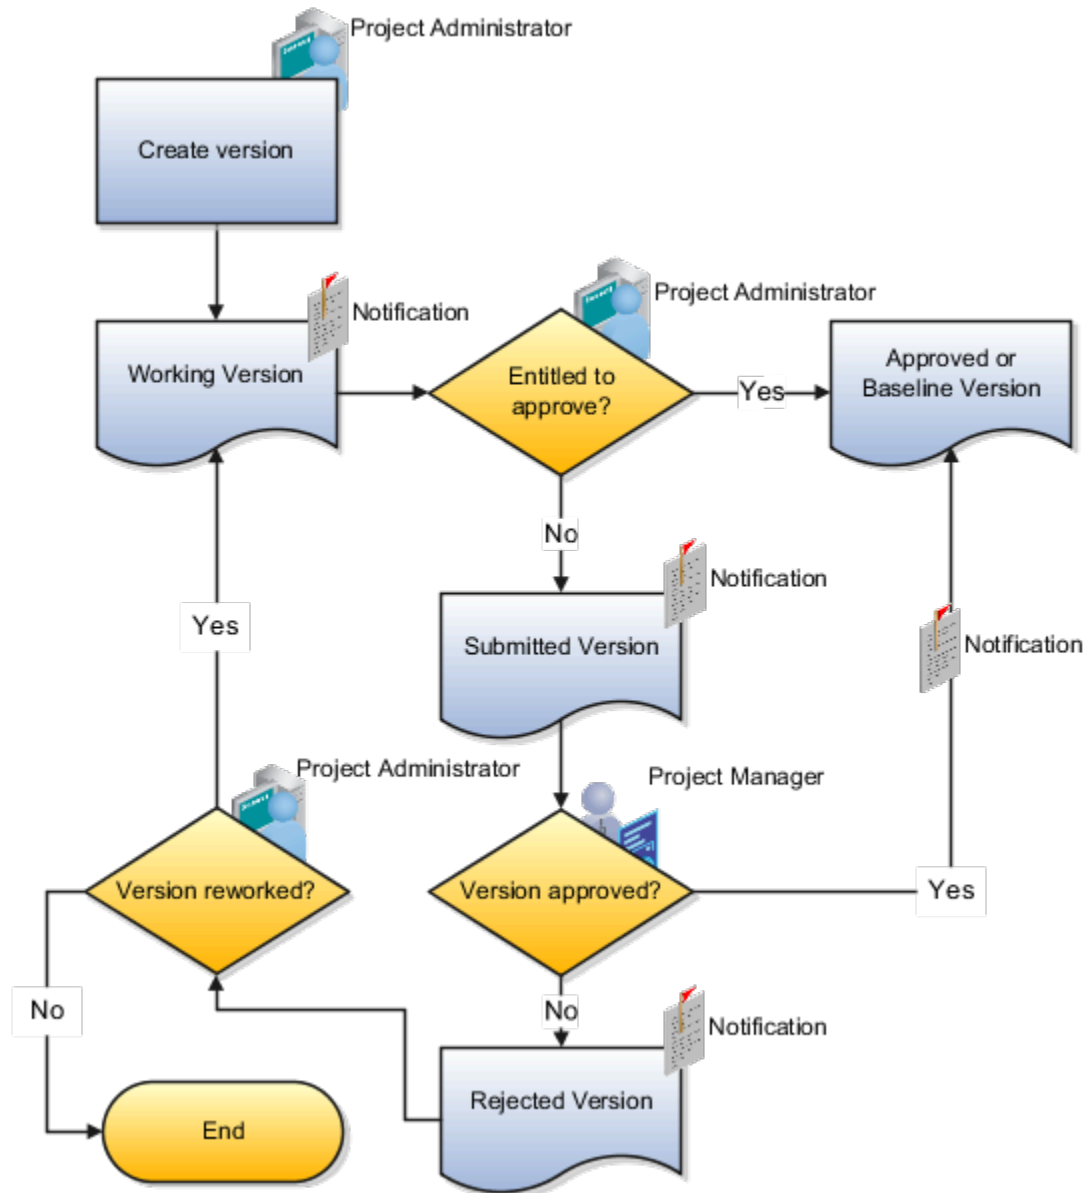 Project Administrator
Create version
Notification
Project Administrator
Working Version
Entitled to
approve?
Yes
Approved or
Baseline Version
No
Notification
Yes
Submitted Version
Notification
Project Administrator
Project Manager
Version reworked?
Version approved?
Yes
No
No
Notification
Rejected Version
End